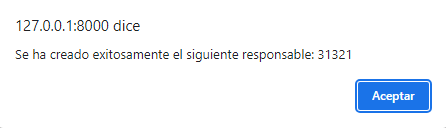 127.0.0.1:8000 dice
Se ha creado exitosamente el siguiente responsable: 31321
Aceptar